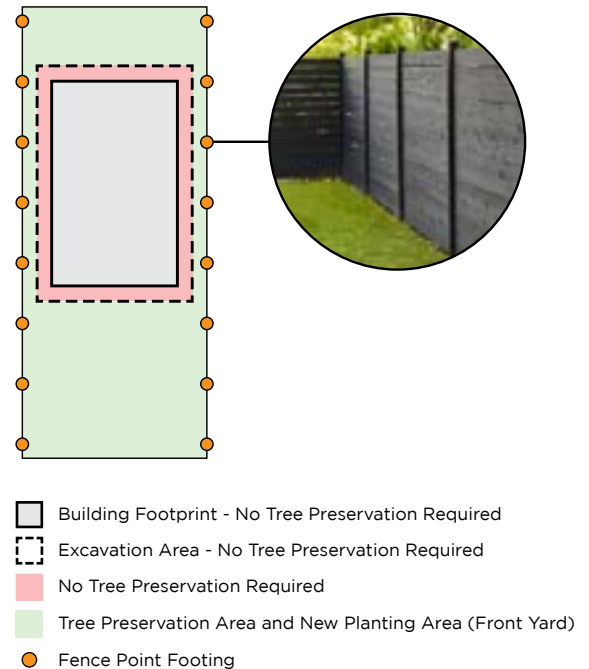 Building Footprint - No Tree Preservation Required
Excavation Area - No Tree Preservation Required
No Tree Preservation Required
Tree Preservation Area and New Planting Area (Front Yard)
Fence Point Footing